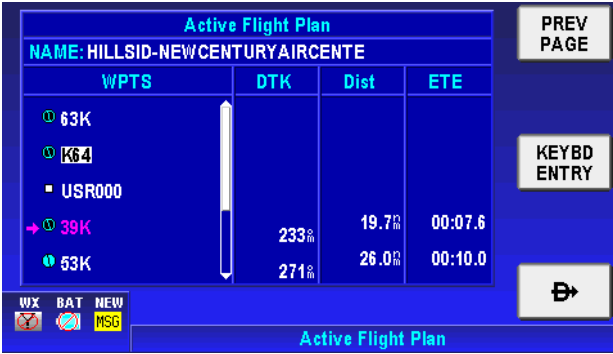 Active Flight Plan
PREV PAGE
NAME: HILLSID-NEWCENTURYAIRCENTE
WPTS DTK Dist ETE
63K
K64
KEYBD ENTRY
USR000
39K 233°m 19.7nm 00:07.6
53K 271°m 26.0nm 00:10.0
WX BAT NEW
MSG
Active Flight Plan